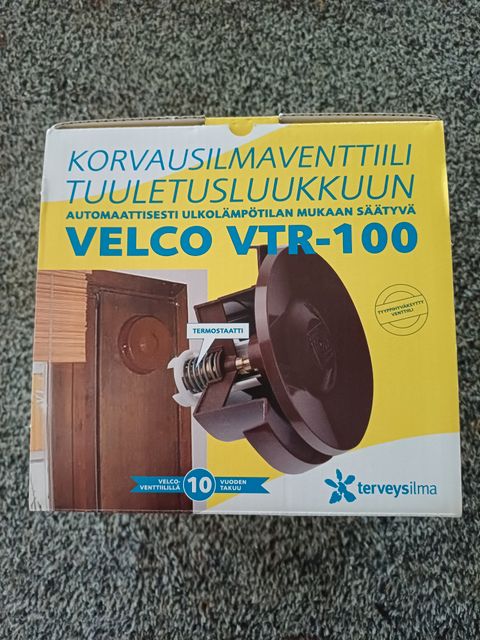 KORVAUSILMAVENTTIILI
TUULETUSLUUKKUUN
AUTOMAATTISESTI ULKOLÄMPÖTILAN MUKAAN SÄÄTYVÄ
VELCO VTR-100
TERMOSTAATTI
TYYPPIHYVÄKSYTTY
VENTTIILI
VELCO-
VENTTIILILLÄ
10
VUODEN
TAKUU
terveysilma